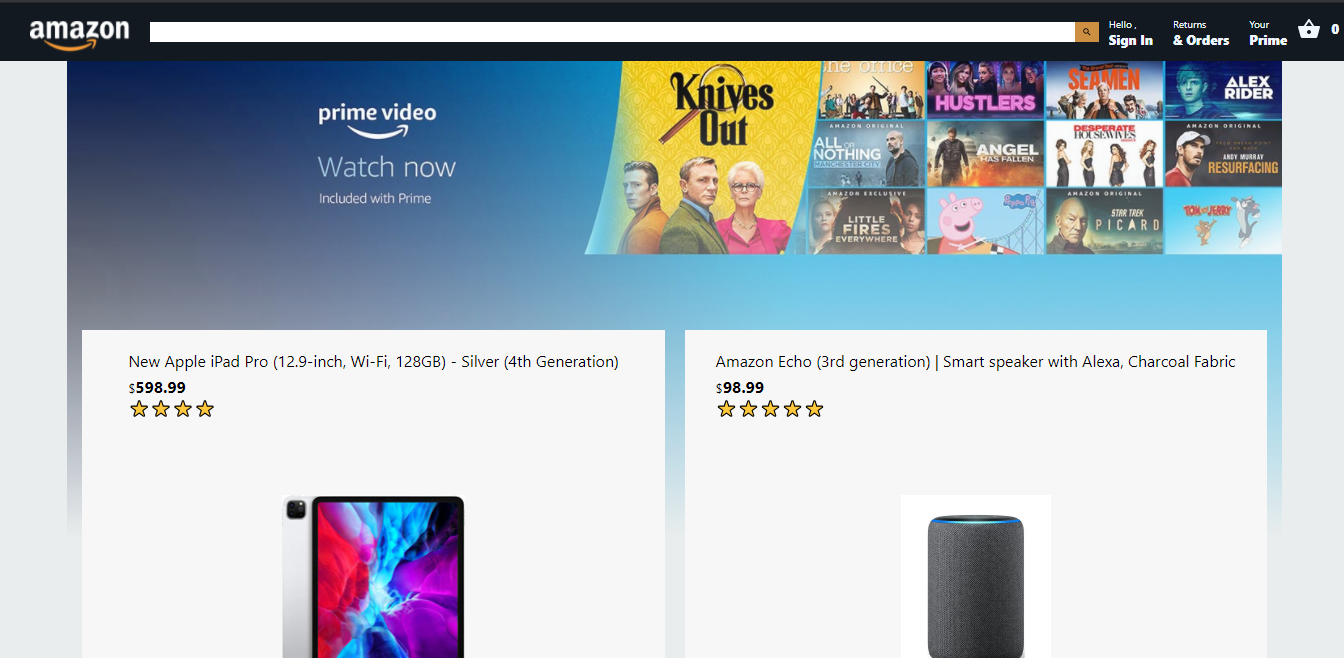 amazon
Hello ,
Sign In
Returns
& Orders
Your
Prime
0
prime video
Watch now
Included with Prime
Knives
Out
The office
HUSTLERS
SEAMEN
ALEX
RIDER
AMAZON ORIGINAL
ALL OR
NOTHING
MANCHESTER CITY
ANGEL
HAS FALLEN
DESPERATE
HOUSEWIVES
AMAZON ORIGINAL
ANDY MURRAY
RESURFACING
AMAZON EXCLUSIVE
LITTLE
FIRES
EVERYWHERE
Peppa Pig
AMAZON ORIGINAL
STAR TREK
PICARD
TOM AND JERRY
New Apple iPad Pro (12.9-inch, Wi-Fi, 128GB) - Silver (4th Generation)
$598.99
Amazon Echo (3rd generation) | Smart speaker with Alexa, Charcoal Fabric
$98.99